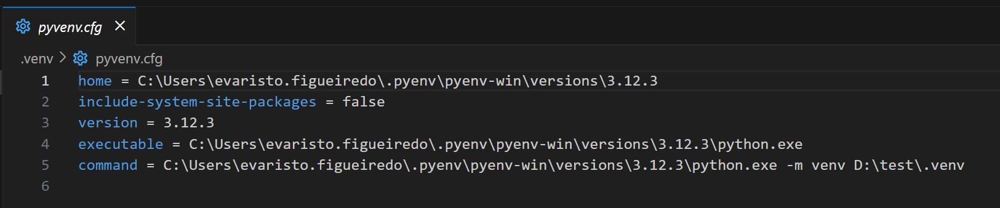 pyvenv.cfg
.venv > pyvenv.cfg
1 home = C:\Users\evaristo.figueiredo\.pyenv\pyenv-win\versions\3.12.3
2 include-system-site-packages = false
3 version = 3.12.3
4 executable = C:\Users\evaristo.figueiredo\.pyenv\pyenv-win\versions\3.12.3\python.exe
5 command = C:\Users\evaristo.figueiredo\.pyenv\pyenv-win\versions\3.12.3\python.exe -m venv D:\test\.venv
6